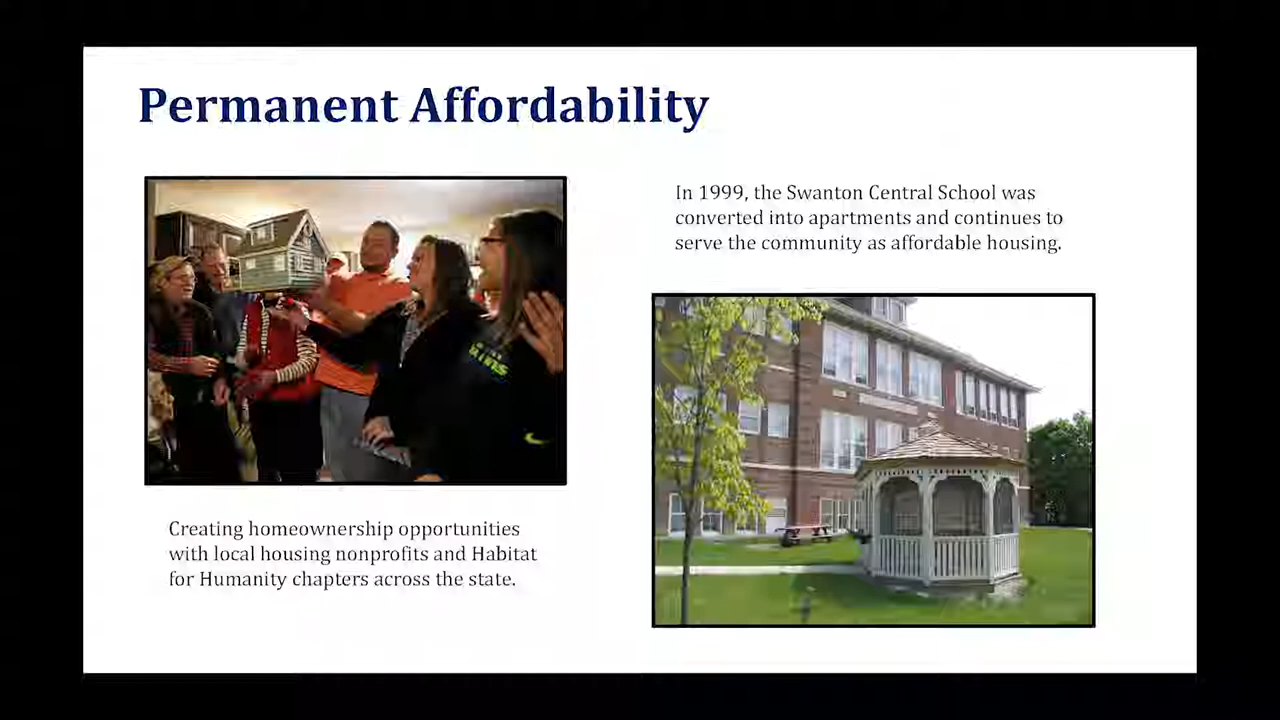 Permanent Affordability
In 1999, the Swanton Central School was
converted into apartments and continues to
serve the community as affordable housing.
Creating homeownership opportunities
with local housing nonprofits and Habitat
for Humanity chapters across the state.